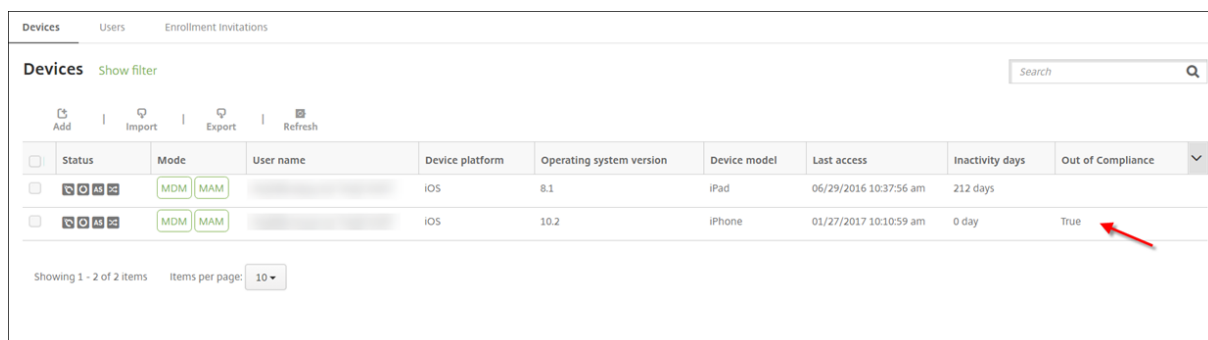 Devices Users Enrollment Invitations
Devices Show filter
Search
Add | Import | Export | Refresh
Status Mode User name Device platform Operating system version Device model Last access Inactivity days Out of Compliance
AS MDM MAM iOS 8.1 iPad 06/29/2016 10:37:56 am 212 days
AS MDM MAM iOS 10.2 iPhone 01/27/2017 10:10:59 am 0 day True
Showing 1 - 2 of 2 items Items per page: 10